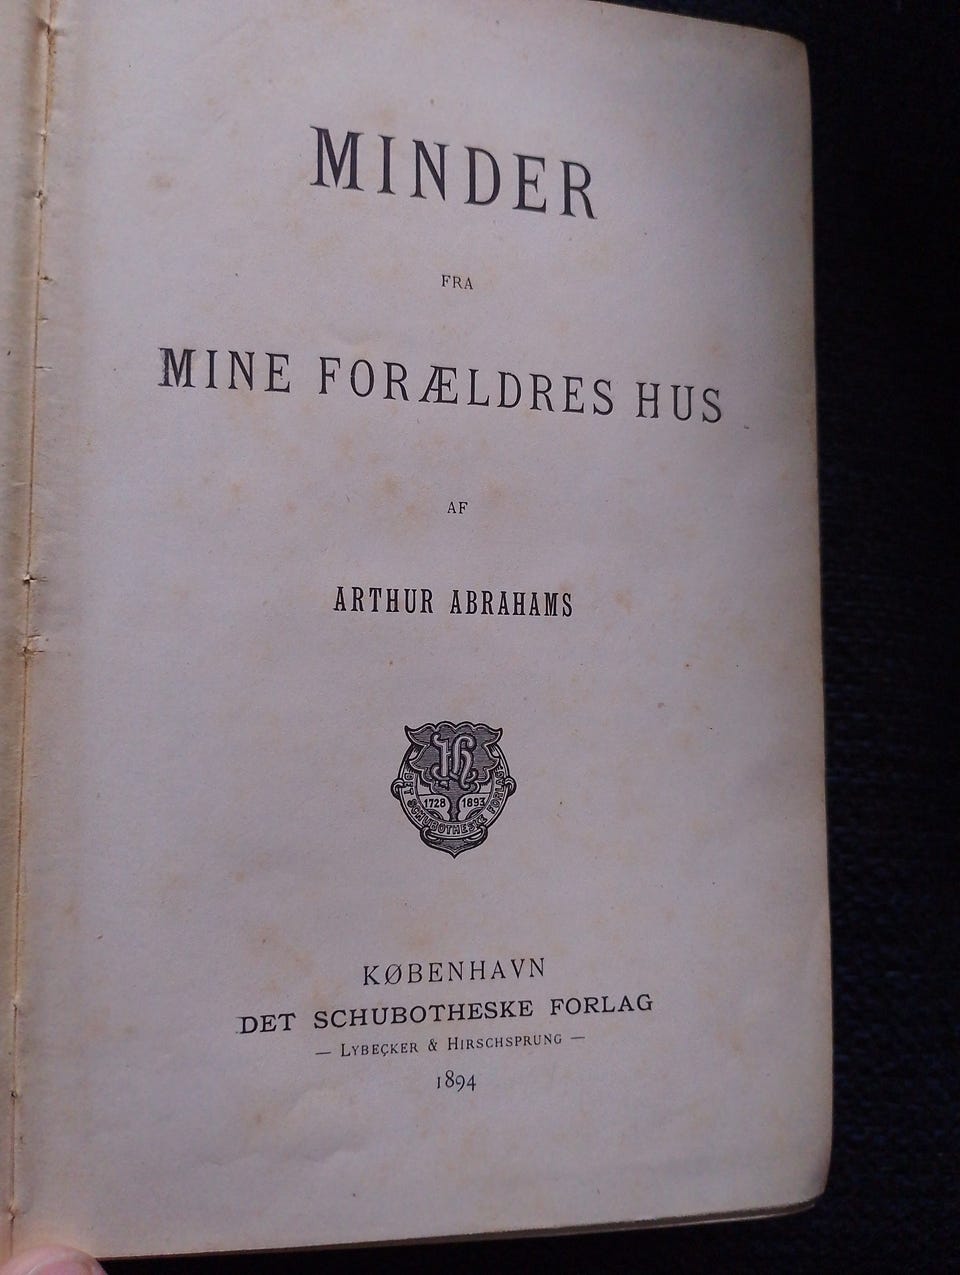 MINDER
FRA
MINE FORÆLDRES HUS
AF
ARTHUR ABRAHAMS
1728 1893
DET SCHUBOTHESKE FORLAG
KØBENHAVN
DET SCHUBOTHESKE FORLAG
— LYBECKER & HIRSCHSPRUNG —
1894